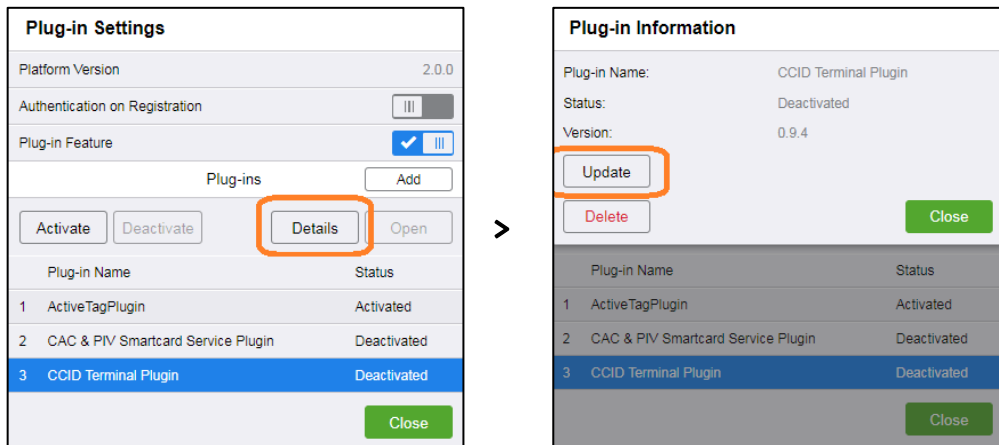 Plug-in Settings
Platform Version 2.0.0
Authentication on Registration
Plug-in Feature
Plug-ins Add
Activate Deactivate Details Open
Plug-in Name Status
1 ActiveTagPlugin Activated
2 CAC & PIV Smartcard Service Plugin Deactivated
3 CCID Terminal Plugin Deactivated
Close
>
Plug-in Information
Plug-in Name: CCID Terminal Plugin
Status: Deactivated
Version: 0.9.4
Update
Delete Close
Plug-in Name Status
1 ActiveTagPlugin Activated
2 CAC & PIV Smartcard Service Plugin Deactivated
3 CCID Terminal Plugin Deactivated
Close